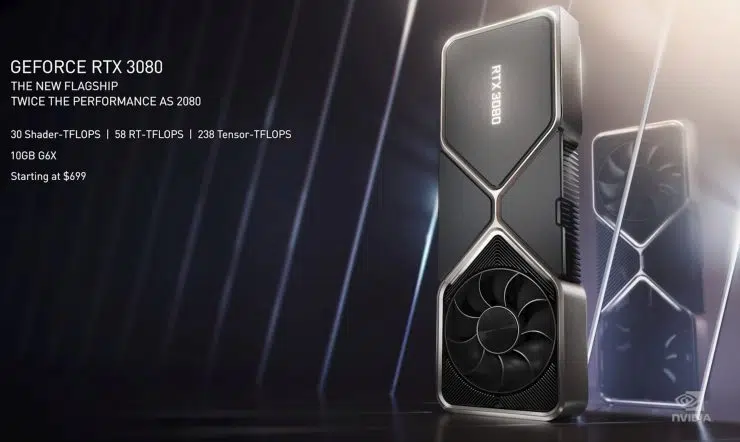 GEFORCE RTX 3080
THE NEW FLAGSHIP
TWICE THE PERFORMANCE AS 2080
30 Shader-TFLOPS | 58 RT-TFLOPS | 238 Tensor-TFLOPS
10GB G6X
Starting at $699
RTX 3080
NVIDIA